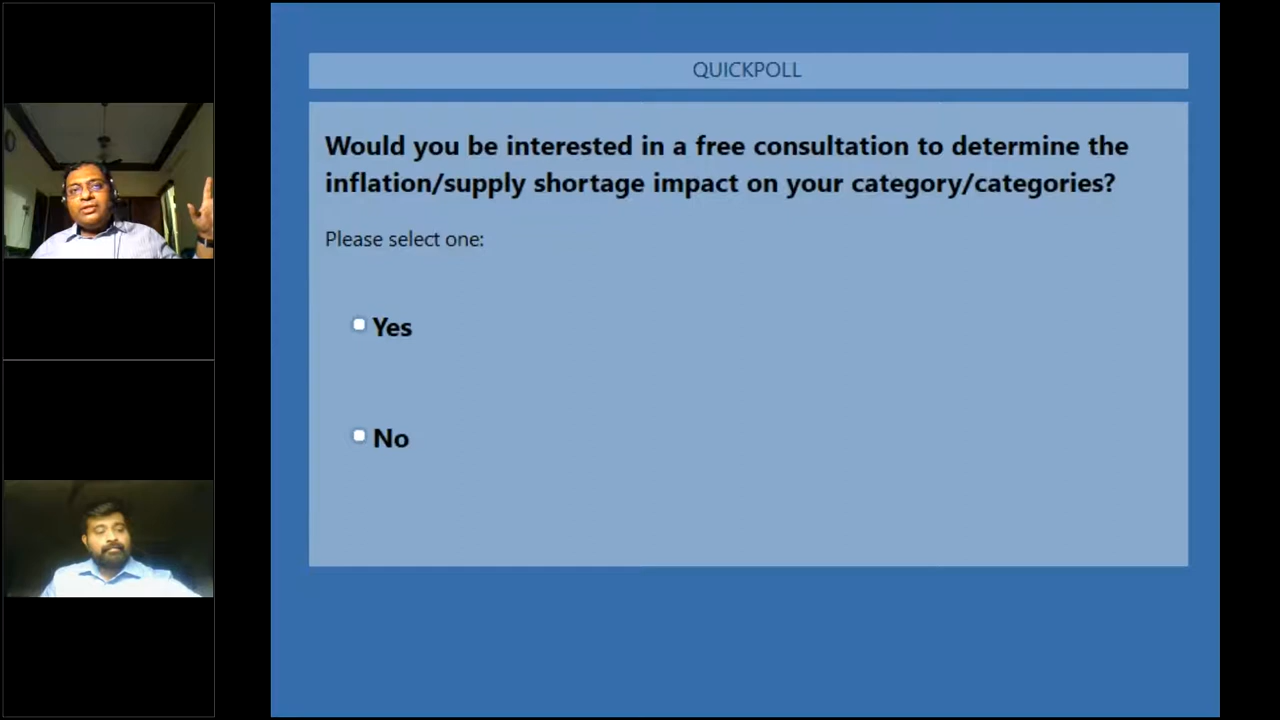 QUICKPOLL
Would you be interested in a free consultation to determine the
inflation/supply shortage impact on your category/categories?
Please select one:
Yes
No